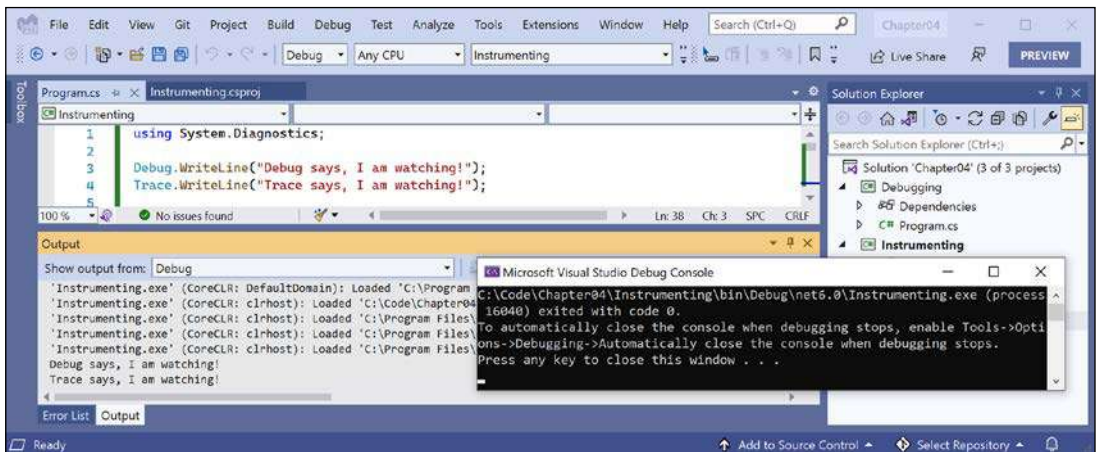 File Edit View Git Project Build Debug Test Analyze Tools Extensions Window Help Search (Ctrl+Q) Chapter04
Debug Any CPU Instrumenting Live Share PREVIEW
Toolbox
Program.cs Instrumenting.csproj
Instrumenting
1 using System.Diagnostics;
2
3 Debug.WriteLine("Debug says, I am watching!");
4 Trace.WriteLine("Trace says, I am watching!");
5
100 % No issues found Ln: 38 Ch: 3 SPC CRLF
Output
Show output from: Debug
'Instrumenting.exe' (CoreCLR: DefaultDomain): Loaded 'C:\Program
'Instrumenting.exe' (CoreCLR: clrhost): Loaded 'C:\Code\Chapter04
'Instrumenting.exe' (CoreCLR: clrhost): Loaded 'C:\Program Files\
'Instrumenting.exe' (CoreCLR: clrhost): Loaded 'C:\Program Files\
'Instrumenting.exe' (CoreCLR: clrhost): Loaded 'C:\Program Files\
Debug says, I am watching!
Trace says, I am watching!
Error List Output
Solution Explorer
Search Solution Explorer (Ctrl+;)
Solution 'Chapter04' (3 of 3 projects)
Debugging
Dependencies
C# Program.cs
Instrumenting
Microsoft Visual Studio Debug Console
C:\Code\Chapter04\Instrumenting\bin\Debug\net6.0\Instrumenting.exe (process
16040) exited with code 0.
To automatically close the console when debugging stops, enable Tools->Opti
ons->Debugging->Automatically close the console when debugging stops.
Press any key to close this window . . .
Ready Add to Source Control Select Repository